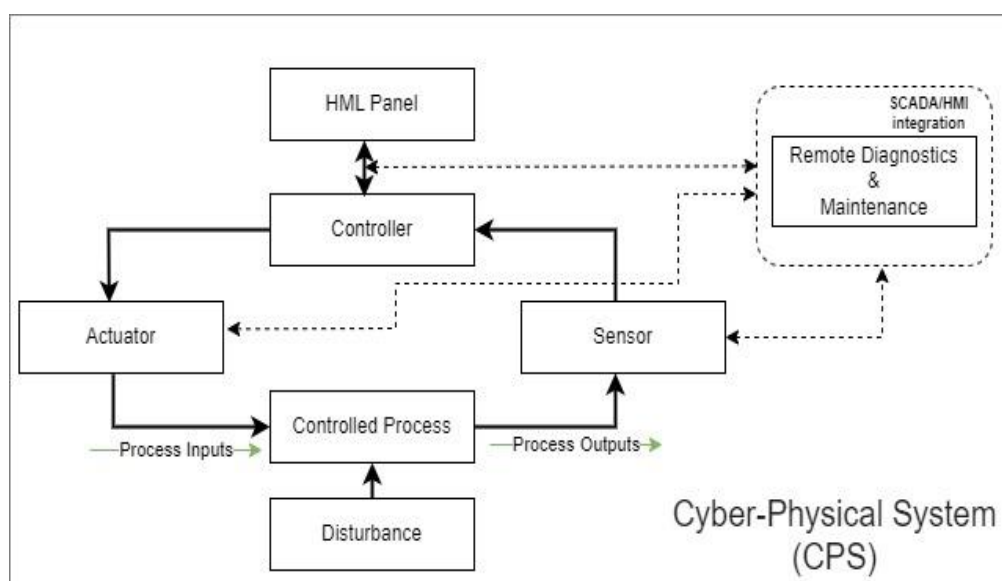 HML Panel
SCADA/HMI
integration
Remote Diagnostics
&
Maintenance
Controller
Actuator
Sensor
Controlled Process
Process Inputs
Process Outputs
Disturbance
Cyber-Physical System
(CPS)